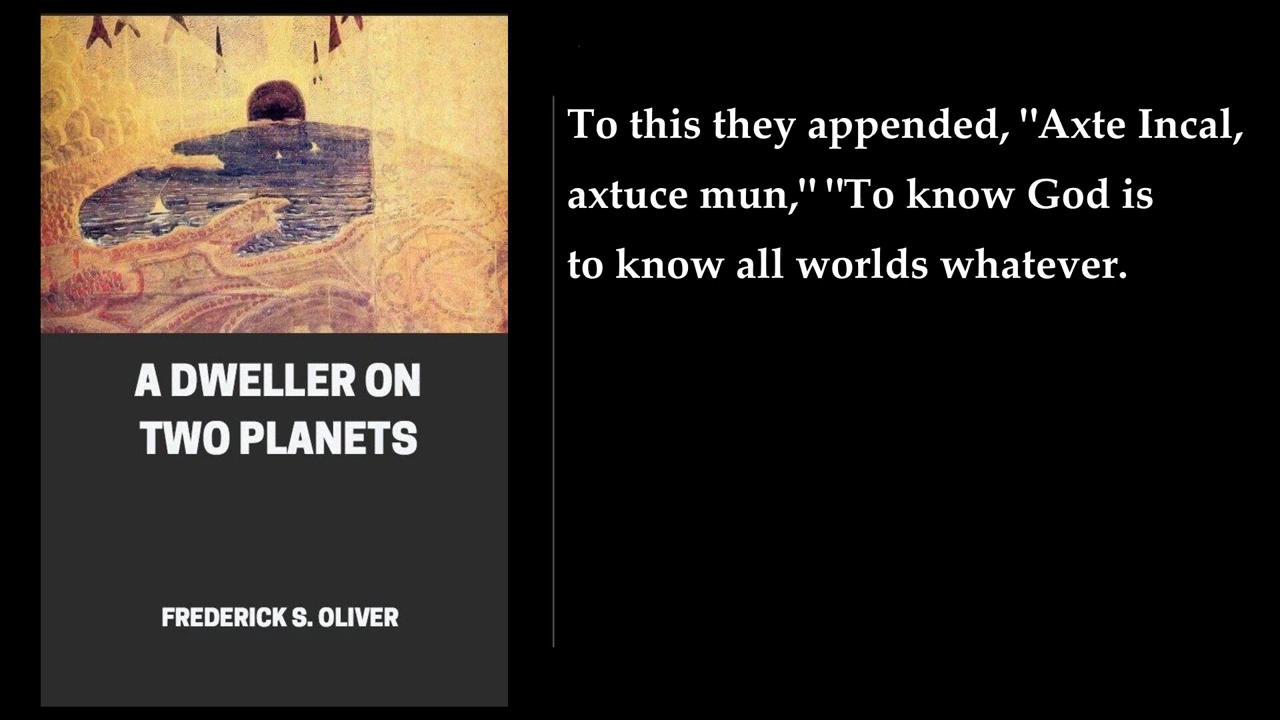 A DWELLER ON
TWO PLANETS
FREDERICK S. OLIVER
To this they appended, "Axte Incal,
axtuce mun," "To know God is
to know all worlds whatever.